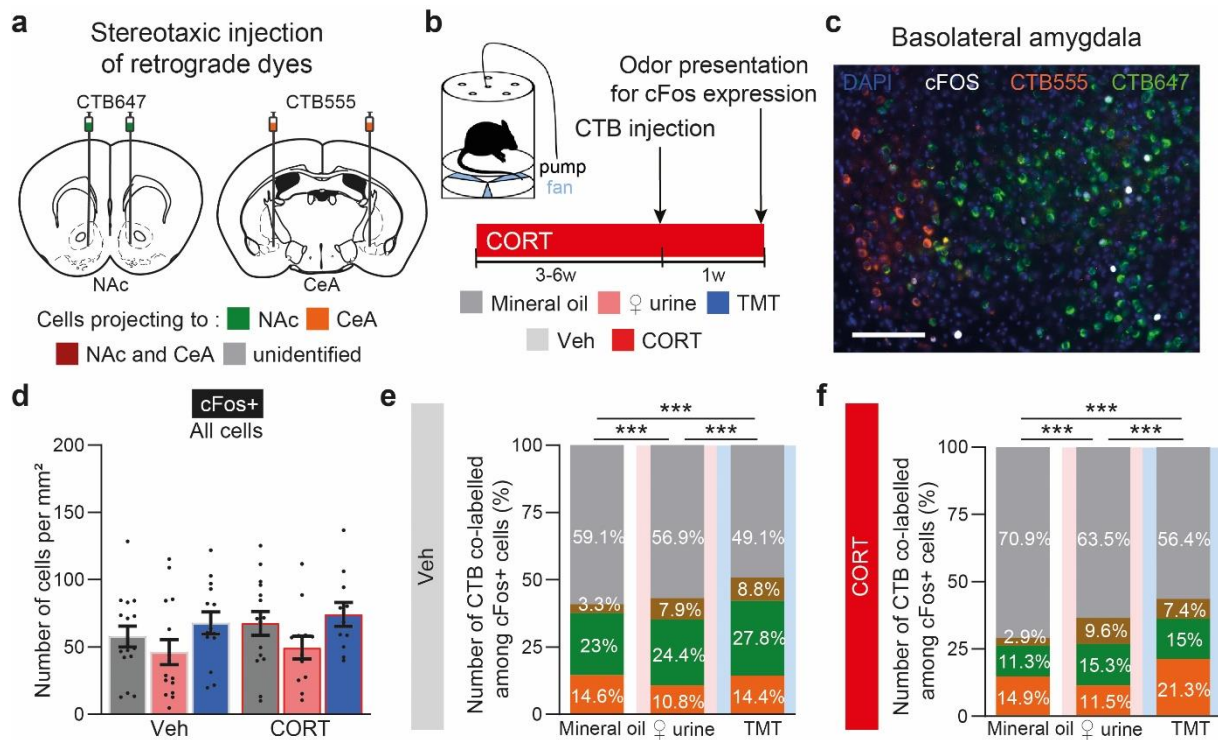 a
Stereotaxic injection
of retrograde dyes
CTB647
CTB555
NAc
CeA
Cells projecting to : NAc CeA
NAc and CeA unidentified
b
Odor presentation
for cFos expression
CTB injection
pump
fan
CORT
3-6w
1w
Mineral oil ♀ urine TMT
Veh CORT
c
Basolateral amygdala
DAPI cFOS CTB555 CTB647
d
cFos+
All cells
Number of cells per mm²
200
150
100
50
0
Veh CORT
e
Veh
Number of CTB co-labelled
among cFos+ cells (%)
***
*** ***
100
75
50
25
0
59.1% 56.9% 49.1%
3.3% 7.9% 8.8%
23% 24.4% 27.8%
14.6% 10.8% 14.4%
Mineral oil ♀ urine TMT
f
CORT
Number of CTB co-labelled
among cFos+ cells (%)
***
*** ***
100
75
50
25
0
70.9% 63.5% 56.4%
2.9% 9.6% 7.4%
11.3% 15.3% 15%
14.9% 11.5% 21.3%
Mineral oil ♀ urine TMT